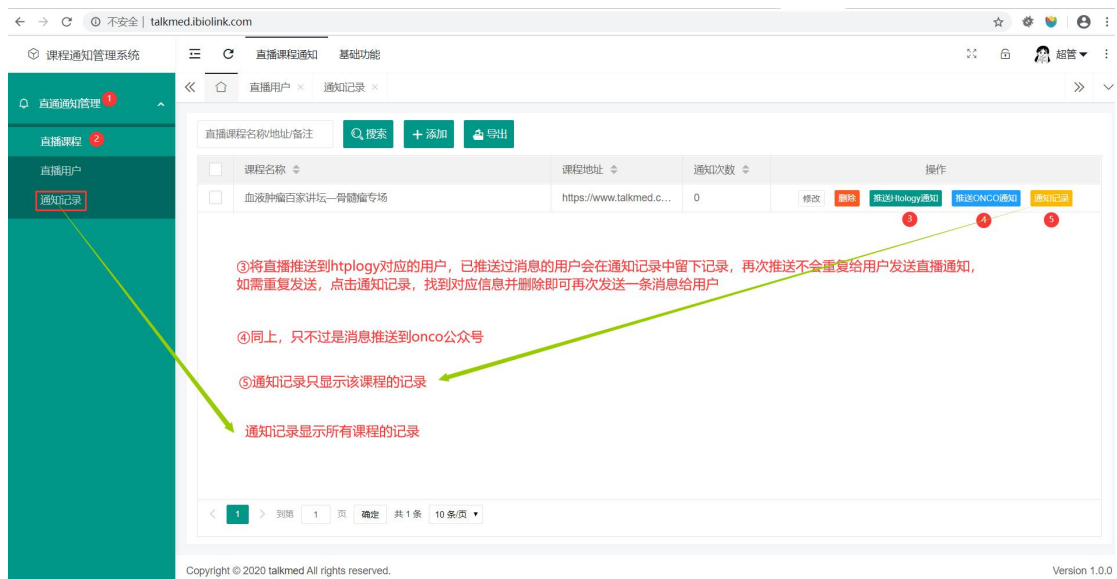 不安全 | talkmed.ibiolink.com
课程通知管理系统
直播课程通知 基础功能
超管
直通通知管理 1
直播用户 × 通知记录 ×
直播课程 2
直播用户
通知记录
直播课程名称/地址/备注 搜索 添加 导出
课程名称 课程地址 通知次数 操作
血液肿瘤百家讲坛—骨髓瘤专场 https://www.talkmed.c... 0 修改 删除 推送Htology通知 推送ONCO通知 通知记录
3 4 5
③将直播推送到htplogy对应的用户，已推送过消息的用户会在通知记录中留下记录，再次推送不会重复给用户发送直播通知，
如需重复发送，点击通知记录，找到对应信息并删除即可再次发送一条消息给用户
④同上，只不过是消息推送到onco公众号
⑤通知记录只显示该课程的记录
通知记录显示所有课程的记录
1 到第 1 页 确定 共 1 条 10 条/页
Copyright © 2020 talkmed All rights reserved. Version 1.0.0